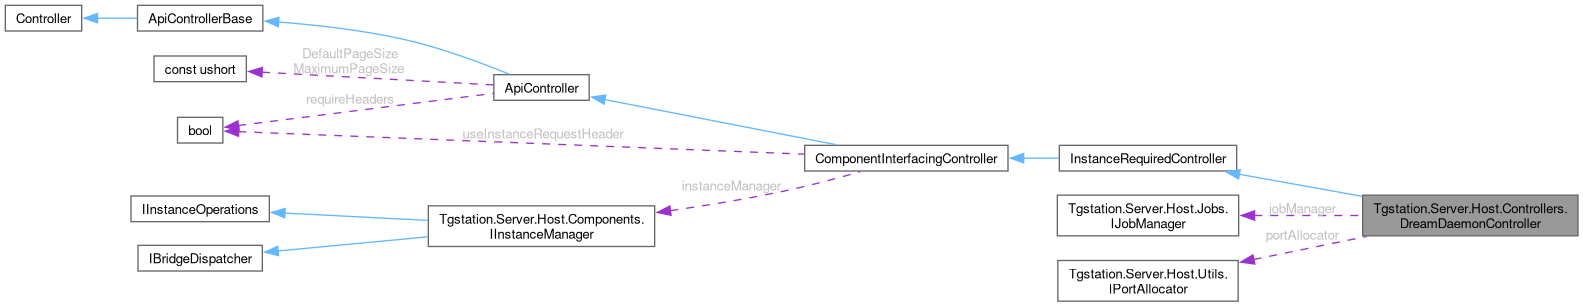 Controller
ApiControllerBase
DefaultPageSize
MaximumPageSize
const ushort
ApiController
requireHeaders
bool
useInstanceRequestHeader
ComponentInterfacingController
InstanceRequiredController
instanceManager
IInstanceOperations
Tgstation.Server.Host.Components.
IInstanceManager
IBridgeDispatcher
Tgstation.Server.Host.Jobs.
IJobManager
jobManager
Tgstation.Server.Host.Controllers.
DreamDaemonController
portAllocator
Tgstation.Server.Host.Utils.
IPortAllocator